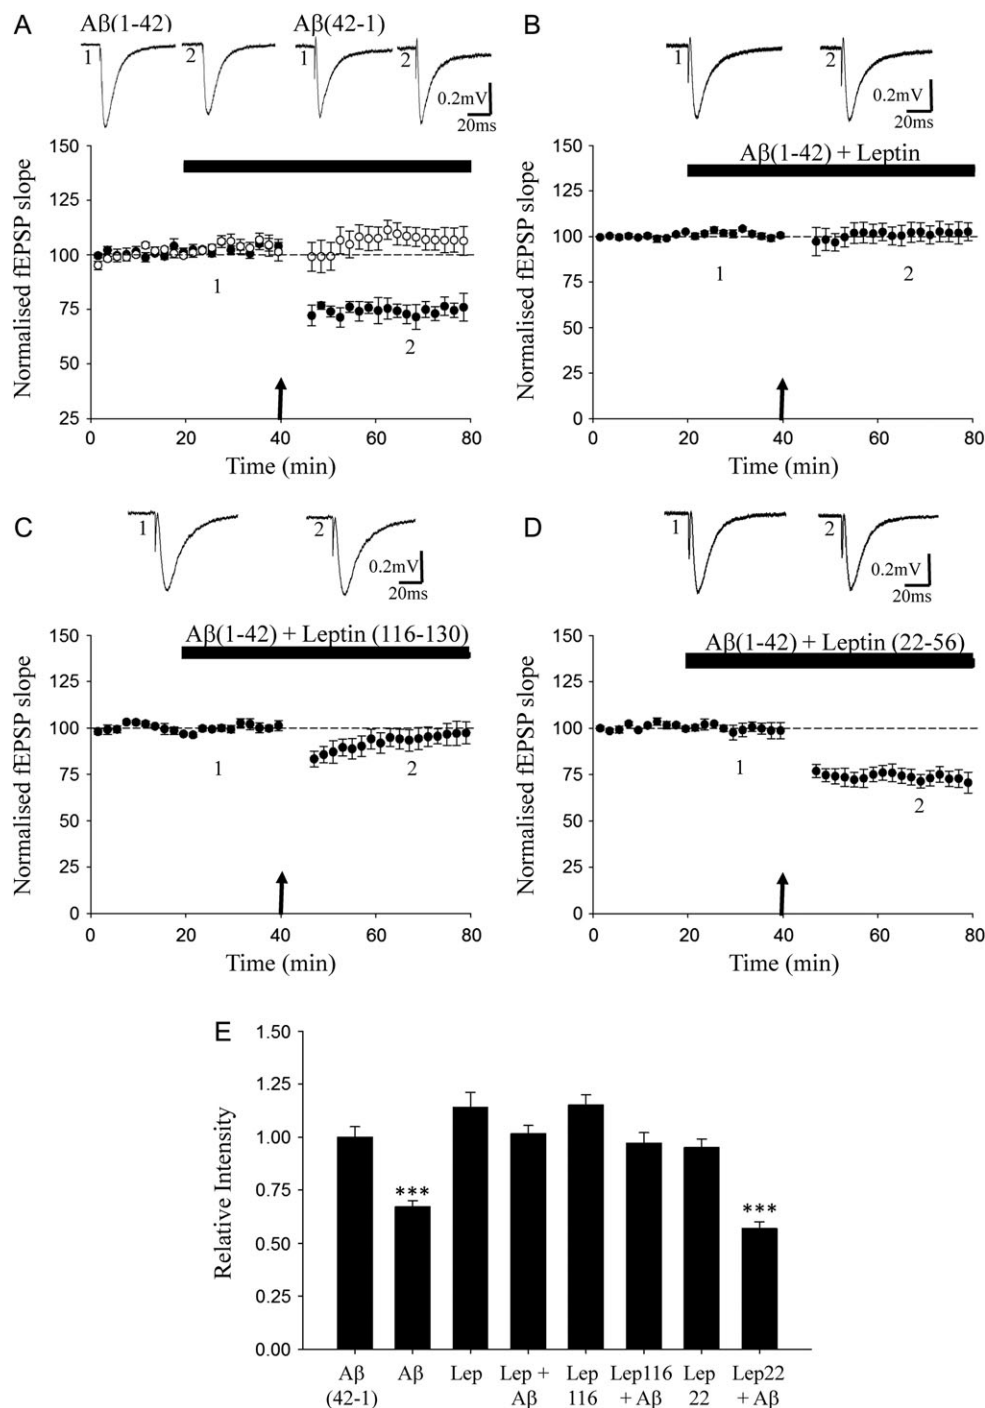 A
Aβ(1-42)
Aβ(42-1)
1
2
1
2
0.2mV
20ms
Normalised fEPSP slope
150
125
100
75
50
25
1
2
0
20
40
60
80
Time (min)
B
1
2
0.2mV
20ms
Aβ(1-42) + Leptin
Normalised fEPSP slope
150
125
100
75
50
25
0
1
2
0
20
40
60
80
Time (min)
C
1
2
0.2mV
20ms
Aβ(1-42) + Leptin (116-130)
Normalised fEPSP slope
150
125
100
75
50
25
0
1
2
0
20
40
60
80
Time (min)
D
1
2
0.2mV
20ms
Aβ(1-42) + Leptin (22-56)
Normalised fEPSP slope
150
125
100
75
50
25
0
1
2
0
20
40
60
80
Time (min)
E
Relative Intensity
1.50
1.25
1.00
0.75
0.50
0.25
0.00
***
***
Aβ
(42-1)
Aβ
Lep
Lep +
Aβ
Lep
116
Lep116
+ Aβ
Lep
22
Lep22
+ Aβ